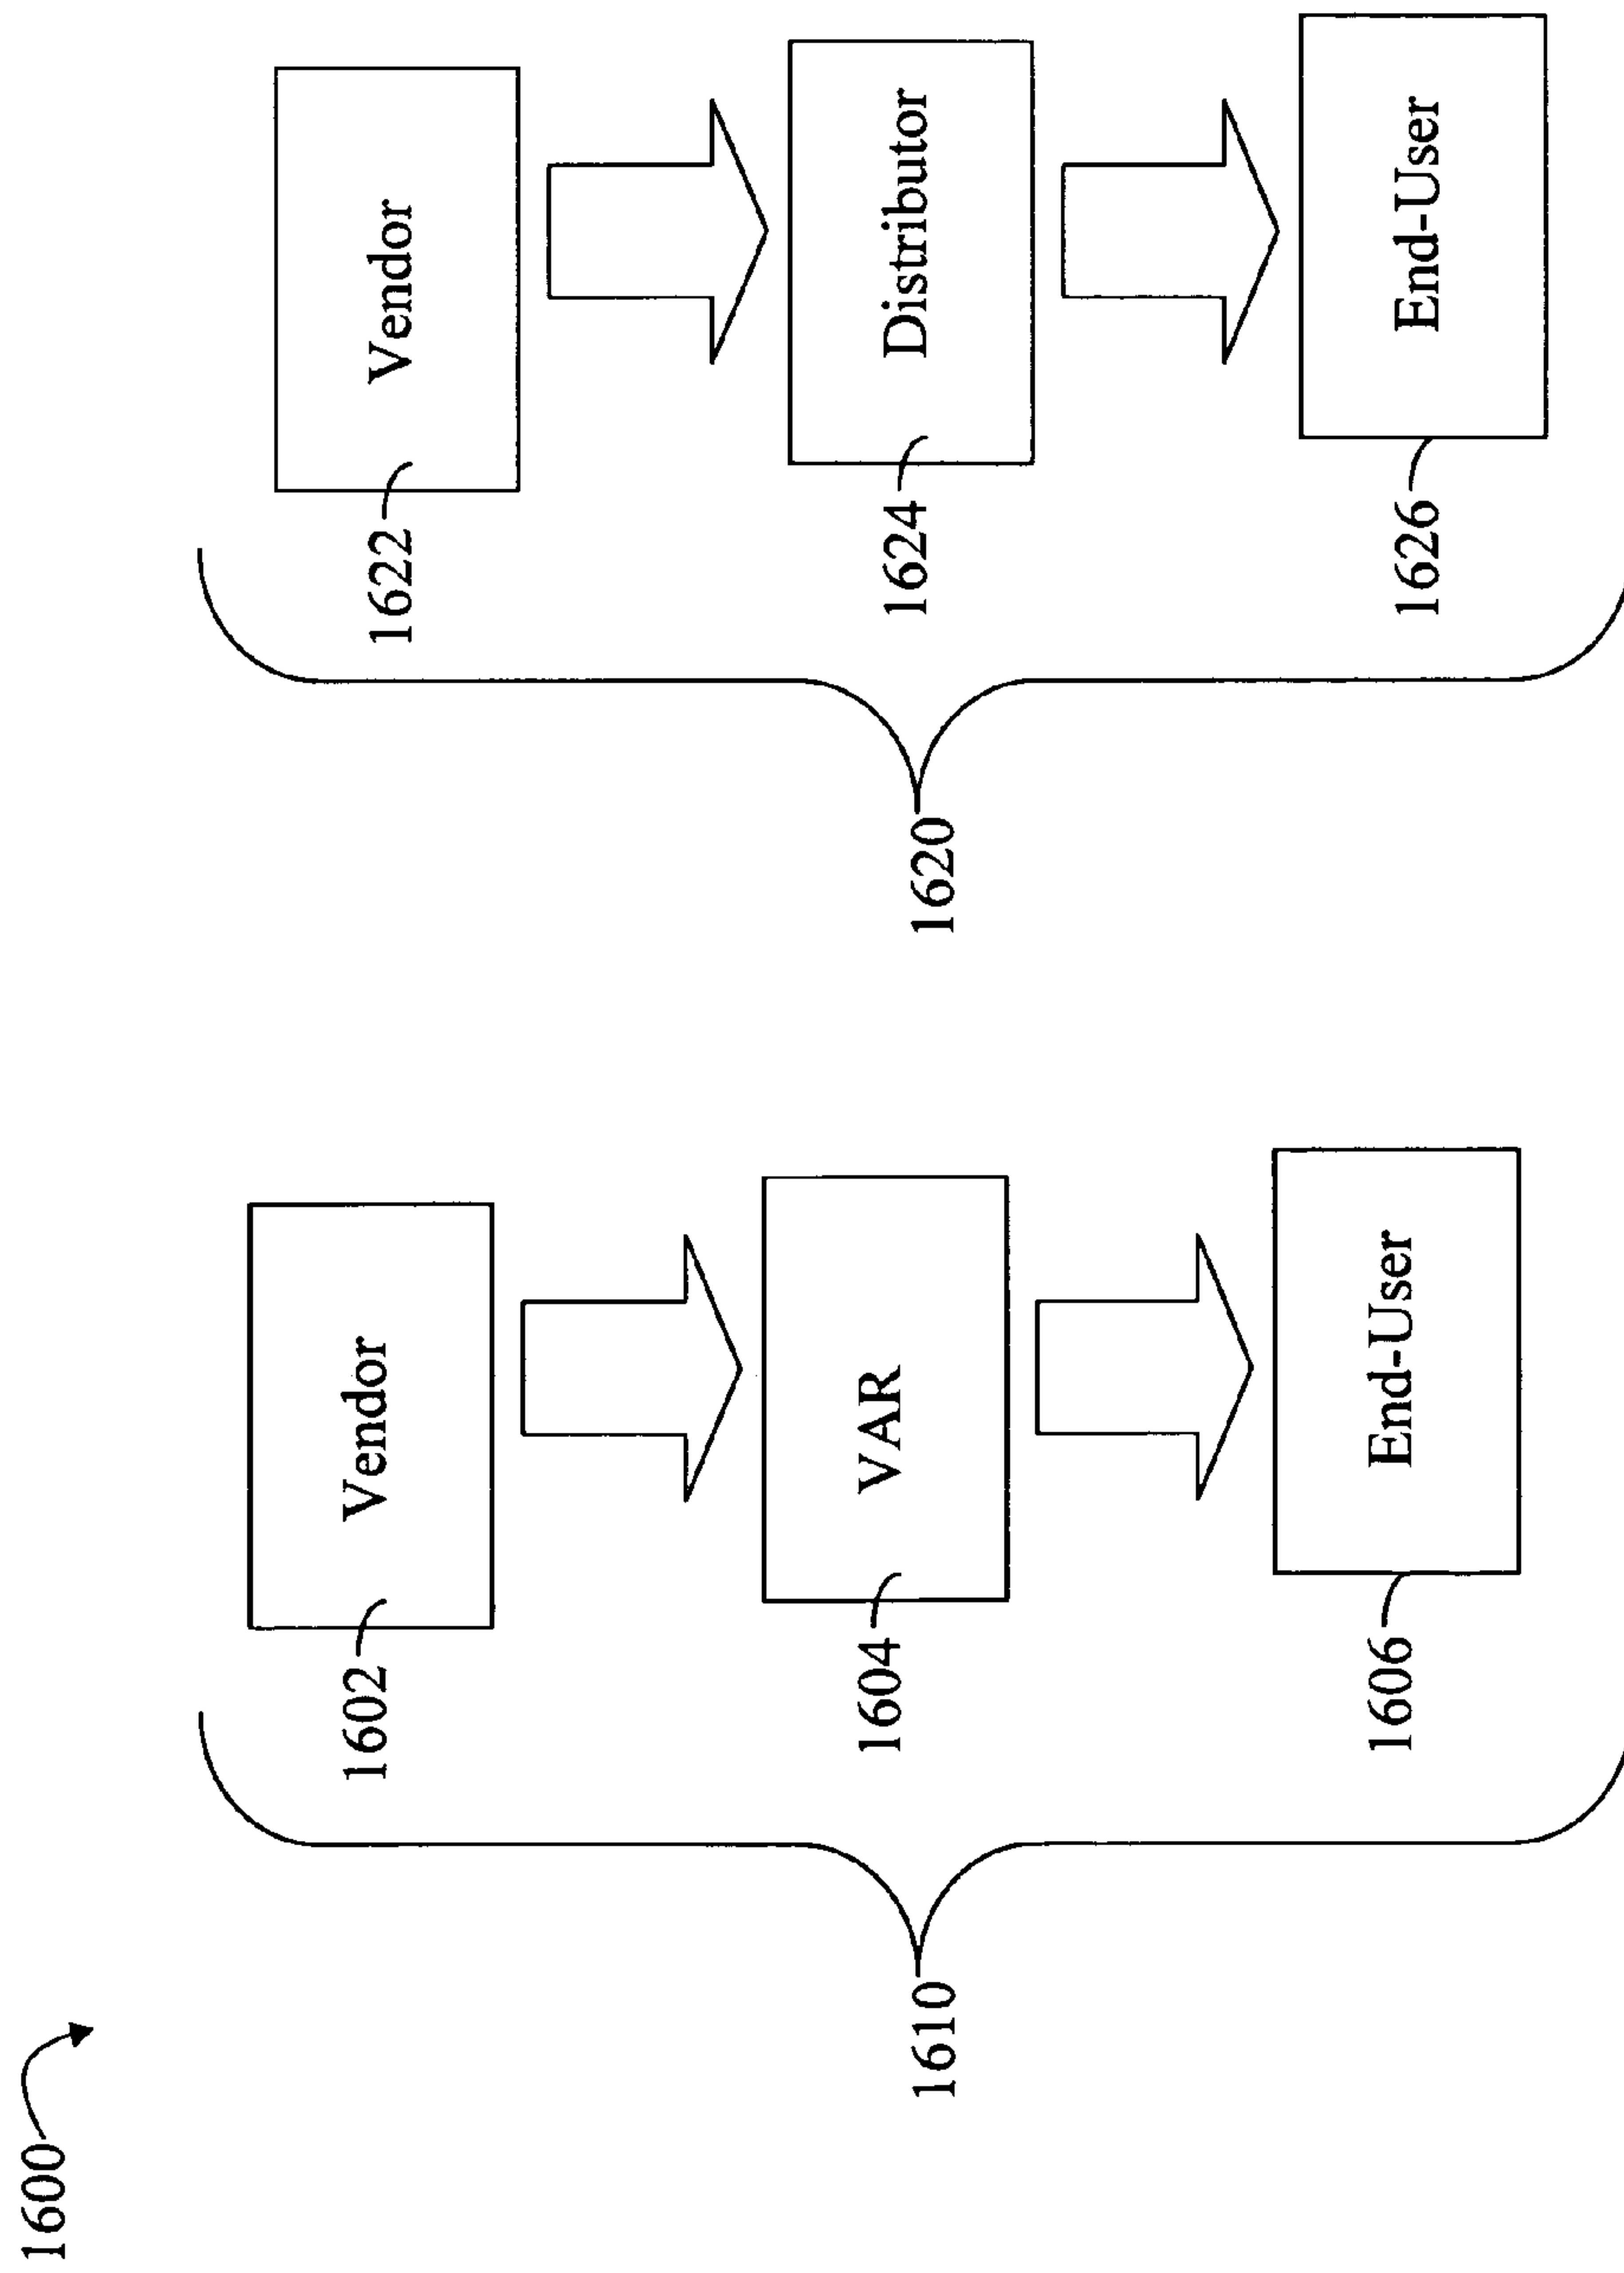 1600
1610
1602
Vendor
1604
VAR
1606
End-User
1620
1622
Vendor
1624
Distributor
1626
End-User